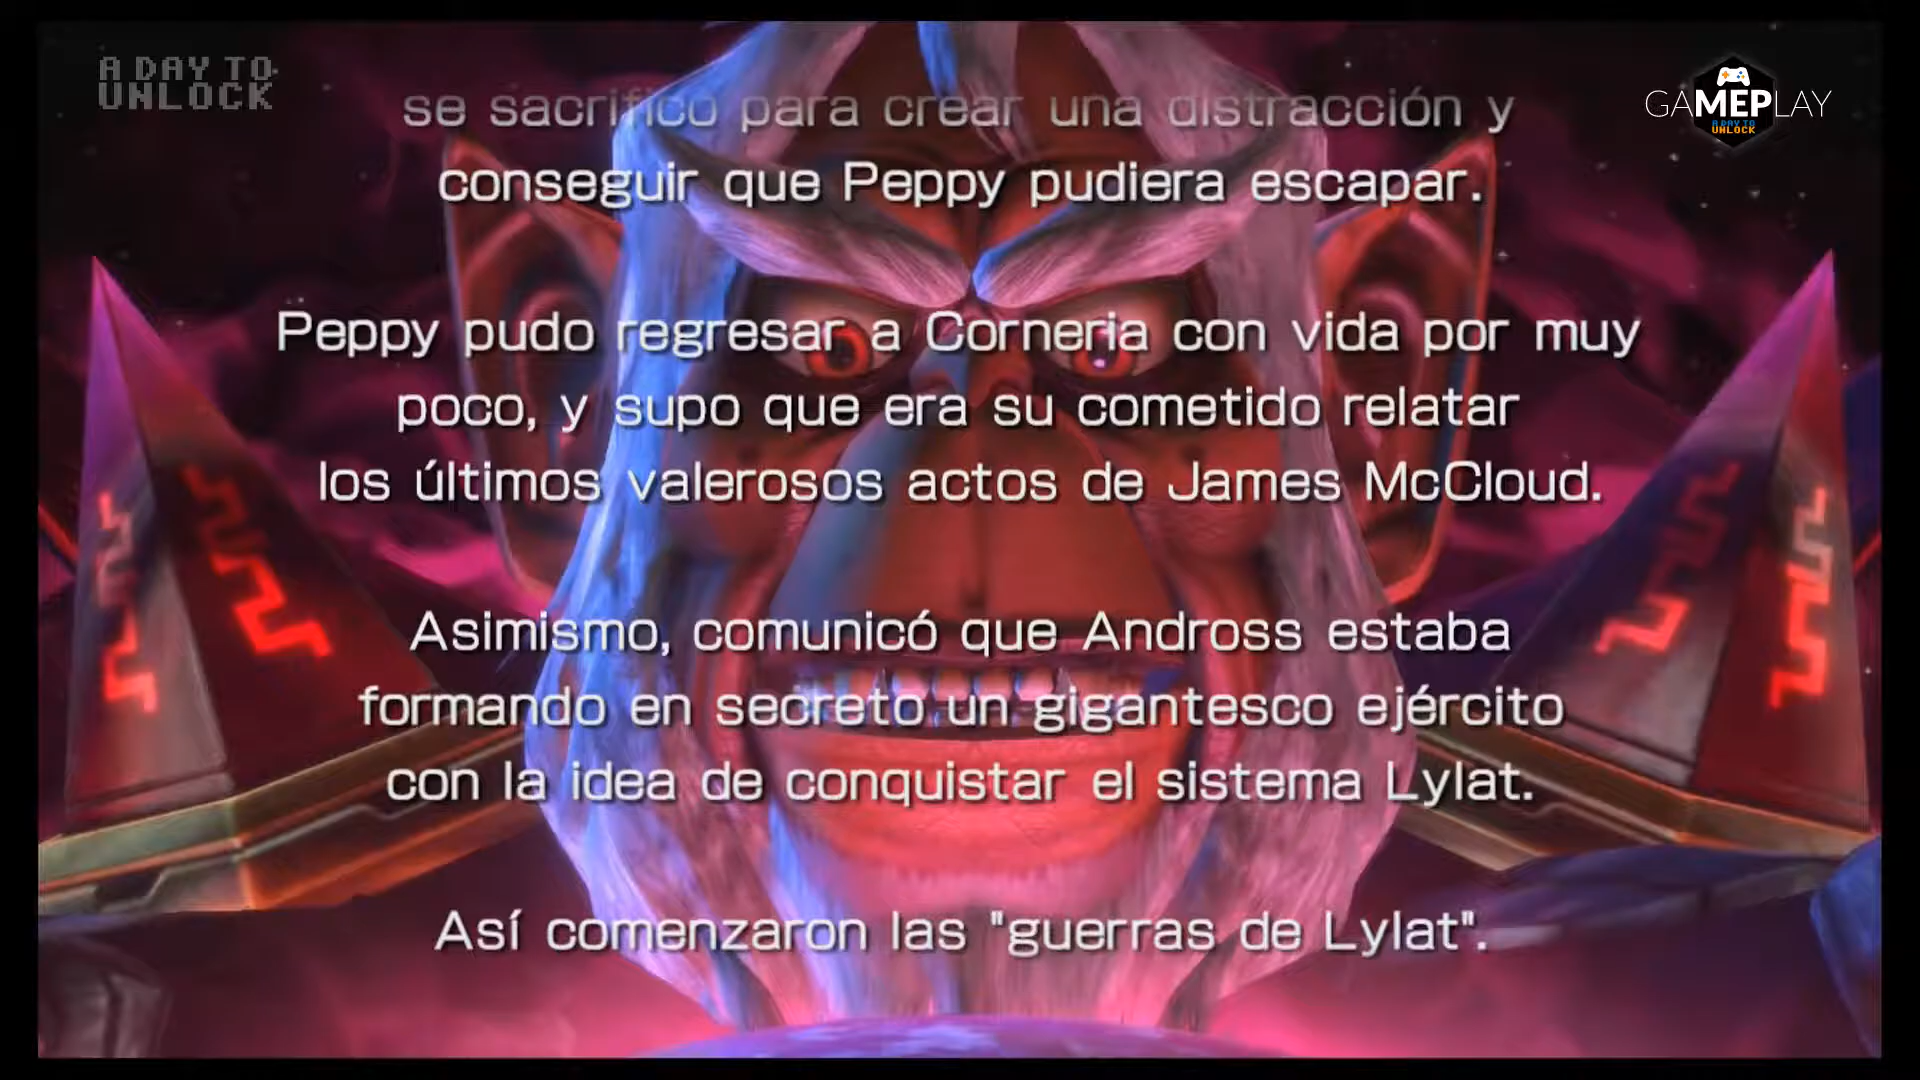 A DAY TO
UNLOCK
GAMEPLAY
A DAY TO
UNLOCK
se sacrificó para crear una distracción y
conseguir que Peppy pudiera escapar.
Peppy pudo regresar a Corneria con vida por muy
poco, y supo que era su cometido relatar
los últimos valerosos actos de James McCloud.
Asimismo, comunicó que Andross estaba
formando en secreto un gigantesco ejército
con la idea de conquistar el sistema Lylat.
Así comenzaron las "guerras de Lylat".